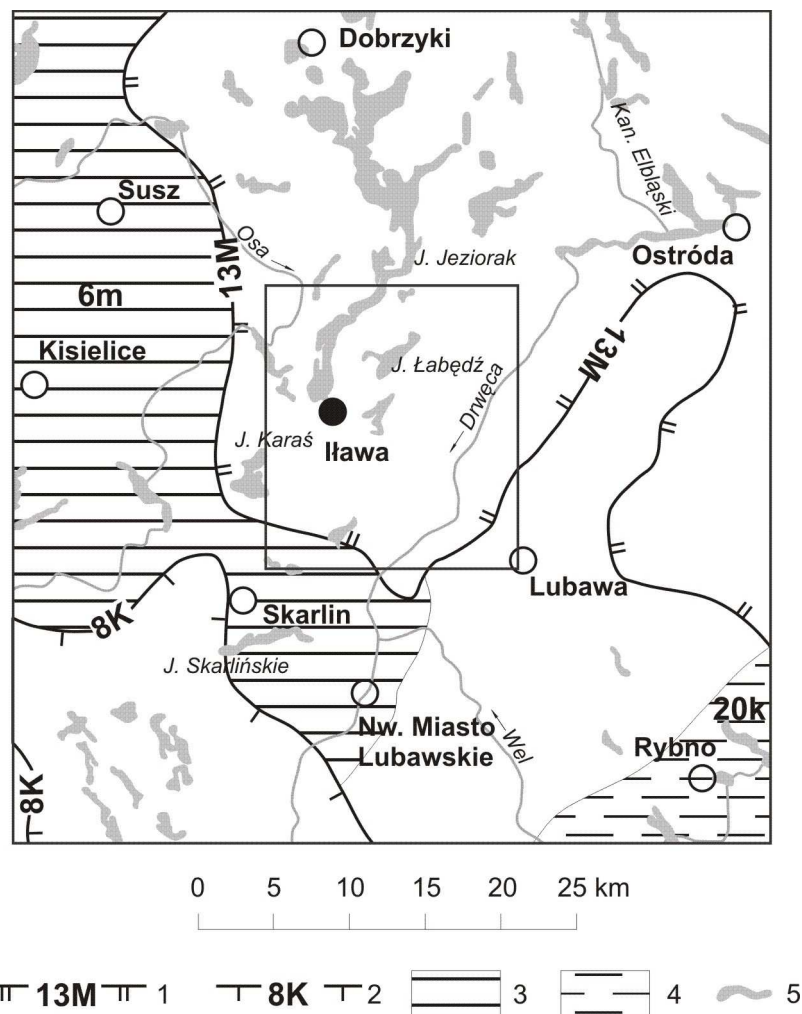 Dobrzyki
Kan. Elbląski
Susz
Osa
13M
J. Jeziorak
Ostróda
6m
13M
Kisielice
J. Łabędź
Drwęca
J. Karaś
Iława
Lubawa
8K
Skarlin
J. Skarlińskie
Nw. Miasto
Lubawskie
Wel
20k
Rybno
8K
0 5 10 15 20 25 km
13M 1 8K 2 3 4 5